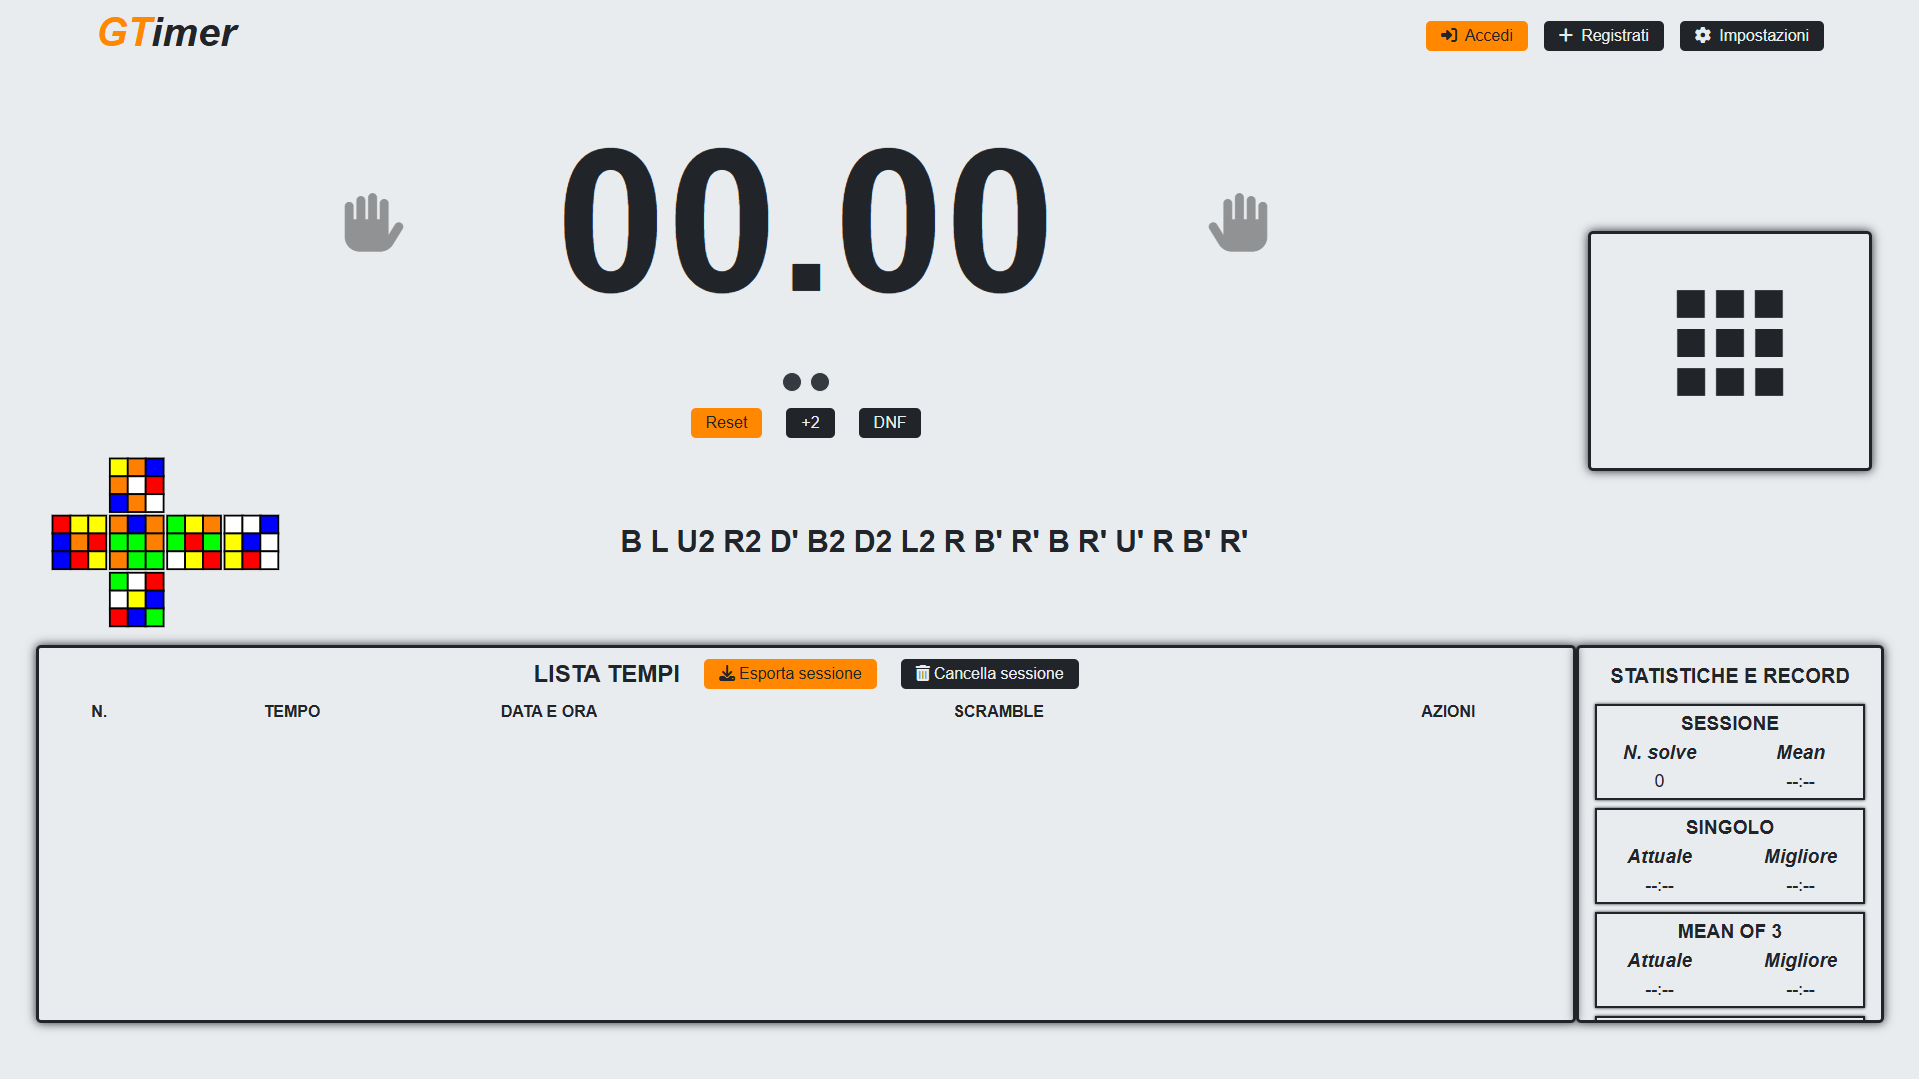 GTimer
Accedi Registrati Impostazioni
00.00
Reset +2 DNF
B L U2 R2 D' B2 D2 L2 R B' R' B R' U' R B' R'
LISTA TEMPI Esporta sessione Cancella sessione
N. TEMPO DATA E ORA SCRAMBLE AZIONI
STATISTICHE E RECORD
SESSIONE
N. solve Mean
0 --:--
SINGOLO
Attuale Migliore
--:-- --:--
MEAN OF 3
Attuale Migliore
--:-- --:--